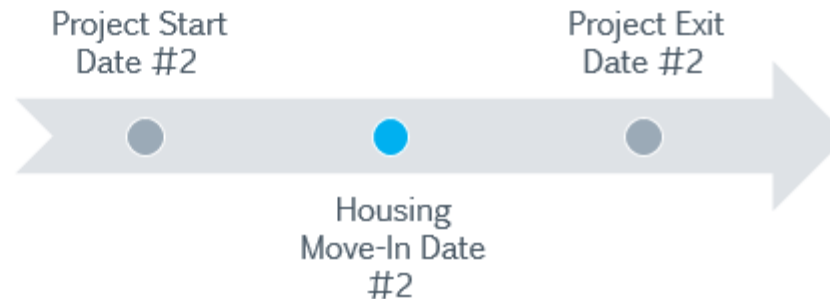 Project Start
Date #2
Project Exit
Date #2
Housing
Move-In Date
#2